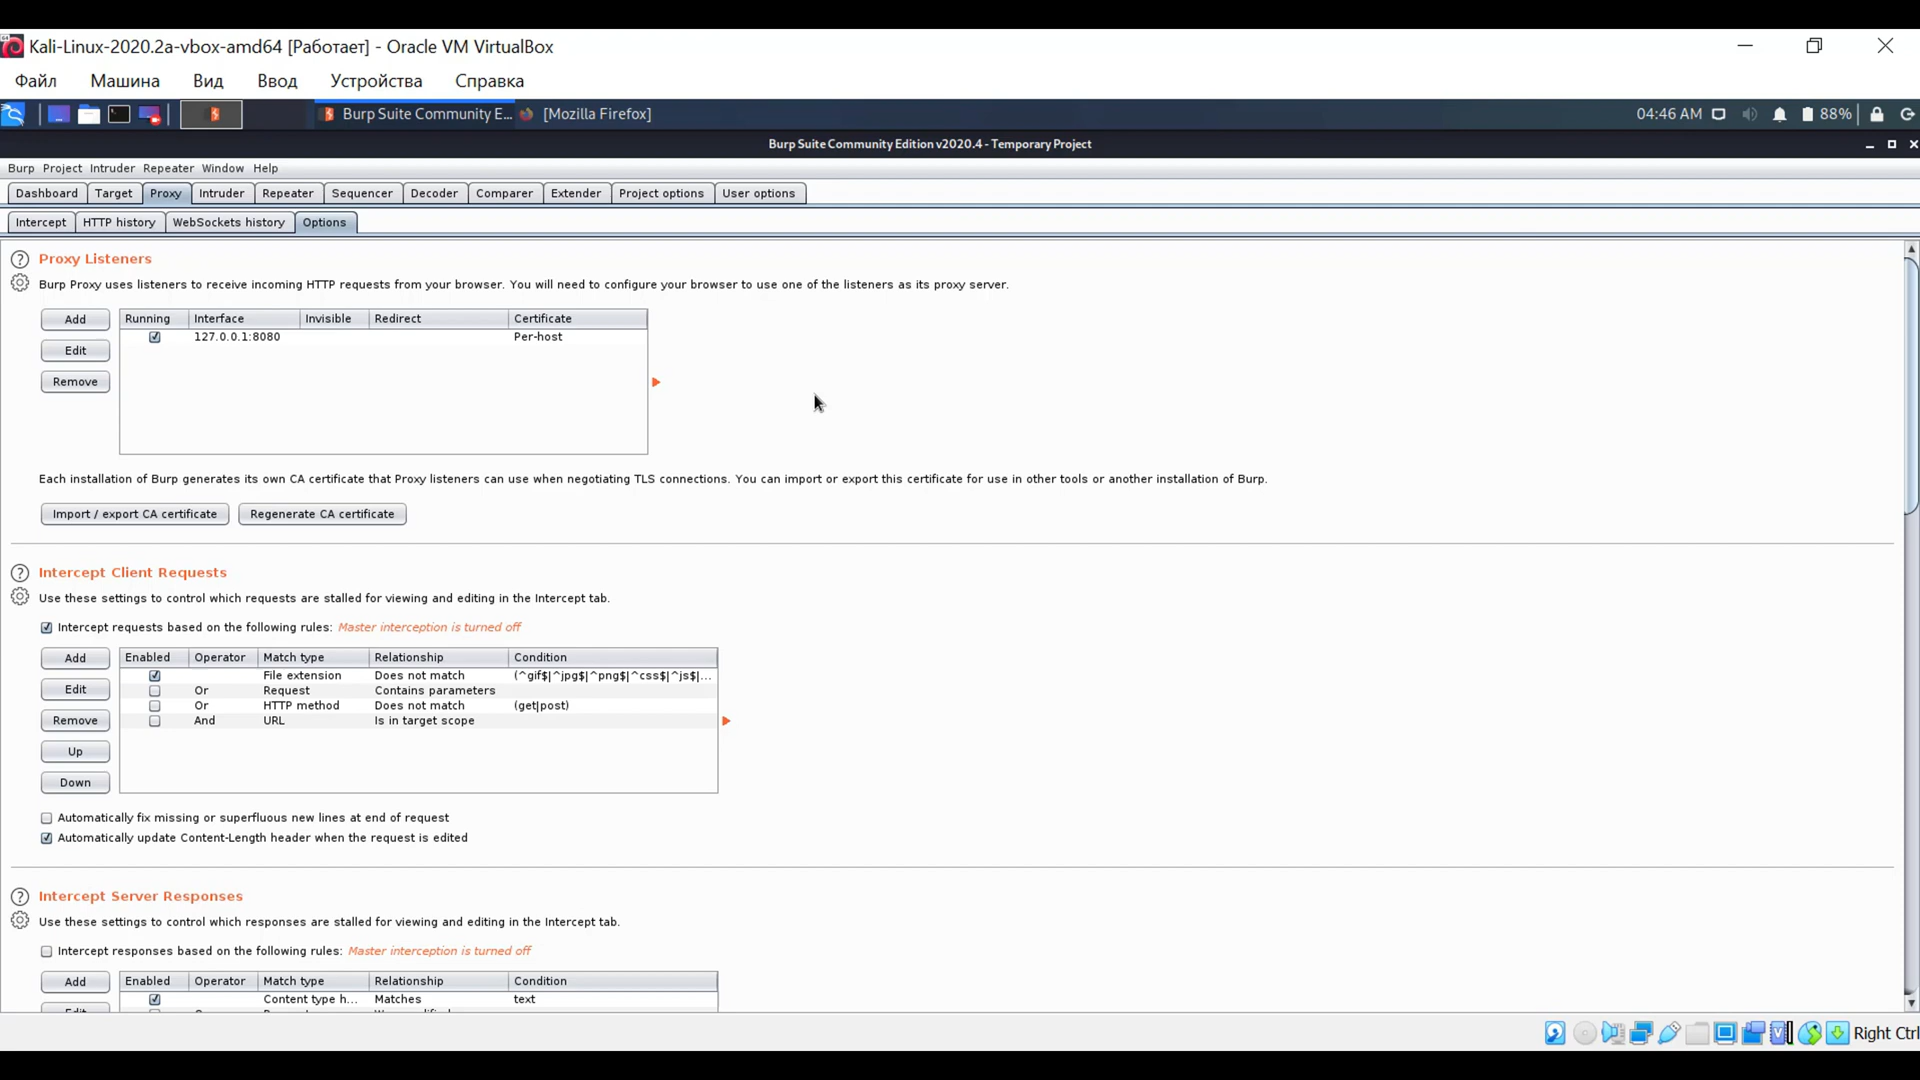 Kali-Linux-2020.2a-vbox-amd64 [Работает] - Oracle VM VirtualBox
Файл Машина Вид Ввод Устройства Справка
Burp Suite Community E... [Mozilla Firefox] 04:46 AM 88%
Burp Suite Community Edition v2020.4 - Temporary Project
Burp Project Intruder Repeater Window Help
Dashboard Target Proxy Intruder Repeater Sequencer Decoder Comparer Extender Project options User options
Intercept HTTP history WebSockets history Options
? Proxy Listeners
Burp Proxy uses listeners to receive incoming HTTP requests from your browser. You will need to configure your browser to use one of the listeners as its proxy server.
Add Running Interface Invisible Redirect Certificate
127.0.0.1:8080 Per-host
Edit
Remove
Each installation of Burp generates its own CA certificate that Proxy listeners can use when negotiating TLS connections. You can import or export this certificate for use in other tools or another installation of Burp.
Import / export CA certificate Regenerate CA certificate
? Intercept Client Requests
Use these settings to control which requests are stalled for viewing and editing in the Intercept tab.
Intercept requests based on the following rules: Master interception is turned off
Add Enabled Operator Match type Relationship Condition
File extension Does not match (^gif$|^jpg$|^png$|^css$|^js$|...
Edit Or Request Contains parameters
Or HTTP method Does not match (get|post)
Remove And URL Is in target scope
Up
Down
Automatically fix missing or superfluous new lines at end of request
Automatically update Content-Length header when the request is edited
? Intercept Server Responses
Use these settings to control which responses are stalled for viewing and editing in the Intercept tab.
Intercept responses based on the following rules: Master interception is turned off
Add Enabled Operator Match type Relationship Condition
Content type h... Matches text
Right Ctrl